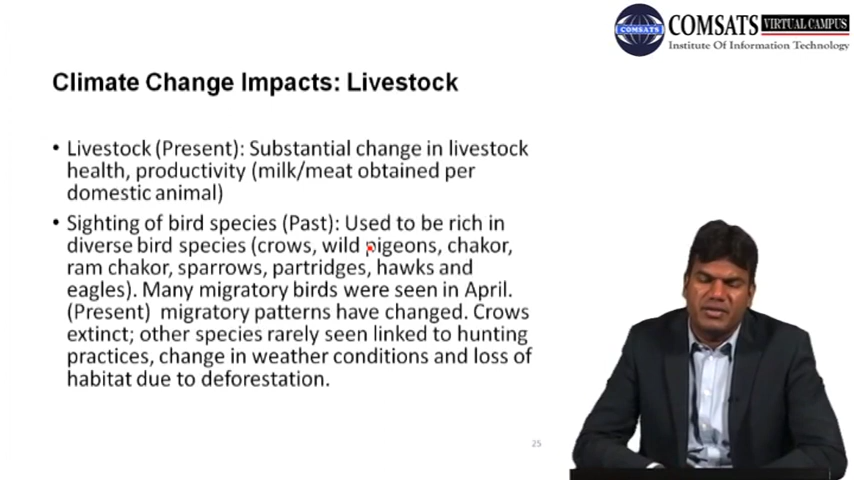 COMSATS VIRTUAL CAMPUS
Institute Of Information Technology
COMSATS
Climate Change Impacts: Livestock
• Livestock (Present): Substantial change in livestock
health, productivity (milk/meat obtained per
domestic animal)
• Sighting of bird species (Past): Used to be rich in
diverse bird species (crows, wild pigeons, chakor,
ram chakor, sparrows, partridges, hawks and
eagles). Many migratory birds were seen in April.
(Present) migratory patterns have changed. Crows
extinct; other species rarely seen linked to hunting
practices, change in weather conditions and loss of
habitat due to deforestation.
25